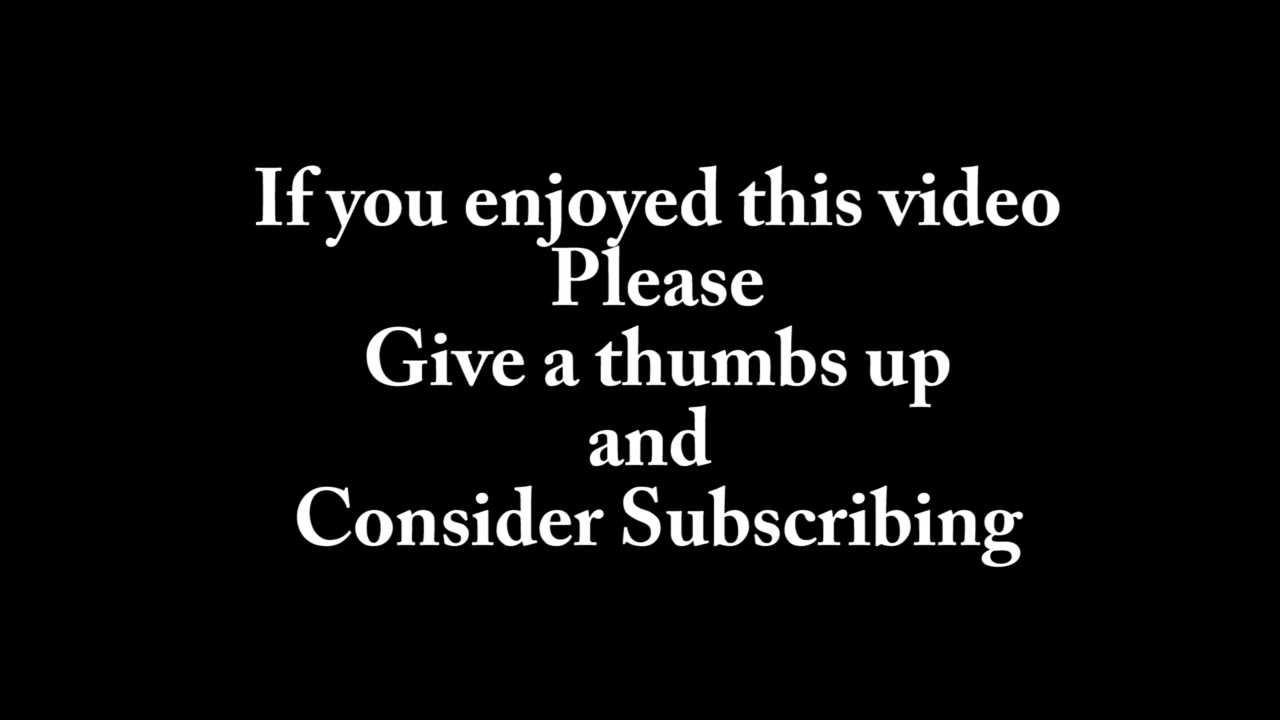 If you enjoyed this video
Please
Give a thumbs up
and
Consider Subscribing